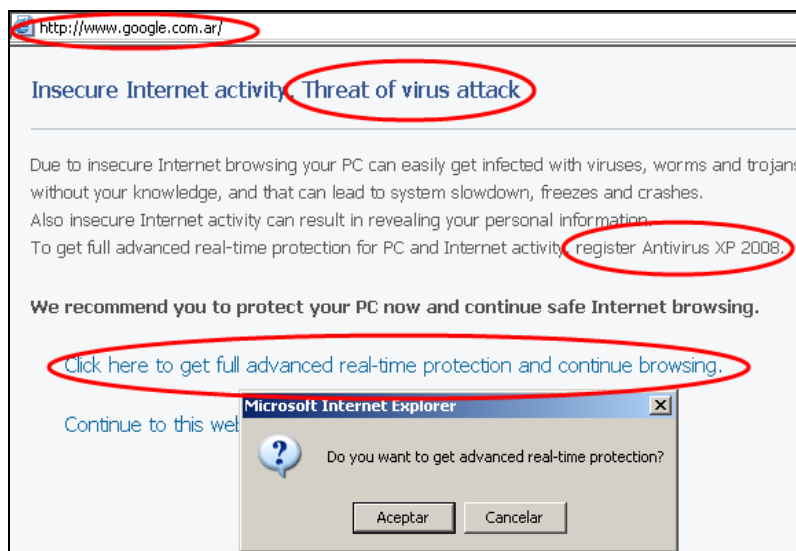 http://www.google.com.ar/
Insecure Internet activity. Threat of virus attack
Due to insecure Internet browsing your PC can easily get infected with viruses, worms and trojans
without your knowledge, and that can lead to system slowdown, freezes and crashes.
Also insecure Internet activity can result in revealing your personal information.
To get full advanced real-time protection for PC and Internet activity, register Antivirus XP 2008.
We recommend you to protect your PC now and continue safe Internet browsing.
Click here to get full advanced real-time protection and continue browsing.
Continue to this
Microsoft Internet Explorer
Do you want to get advanced real-time protection?
Aceptar Cancelar